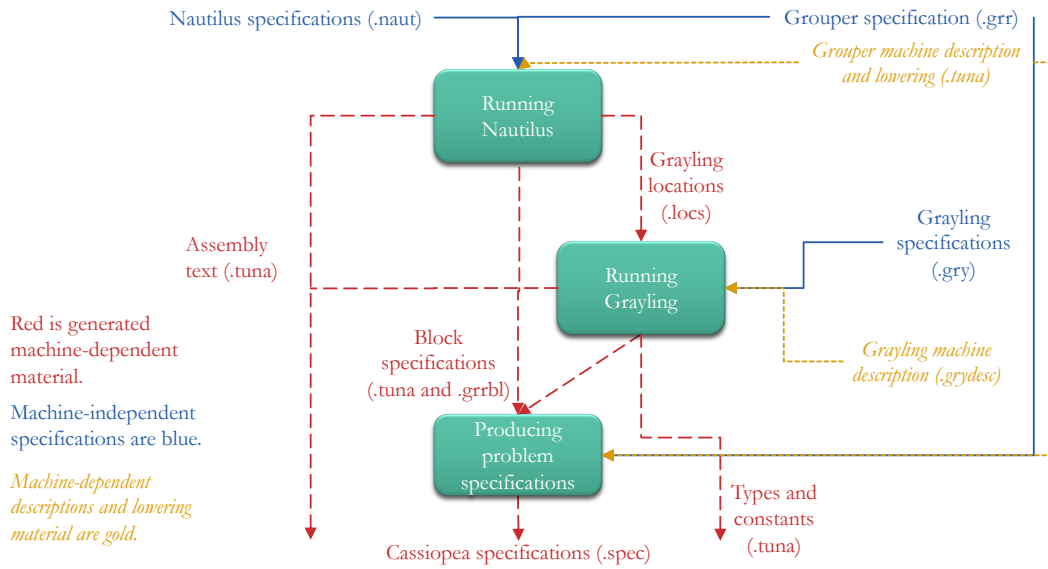 Nautilus specifications (.naut)
Grouper specification (.grr)
Grouper machine description
and lowering (.tuna)
Running
Nautilus
Grayling
locations
(.locs)
Grayling
specifications
(.gry)
Assembly
text (.tuna)
Running
Grayling
Red is generated
machine-dependent
material.
Block
specifications
(.tuna and .grrbl)
Grayling machine
description (.grydesc)
Machine-independent
specifications are blue.
Producing
problem
specifications
Machine-dependent
descriptions and lowering
material are gold.
Types and
constants
(.tuna)
Cassiopea specifications (.spec)